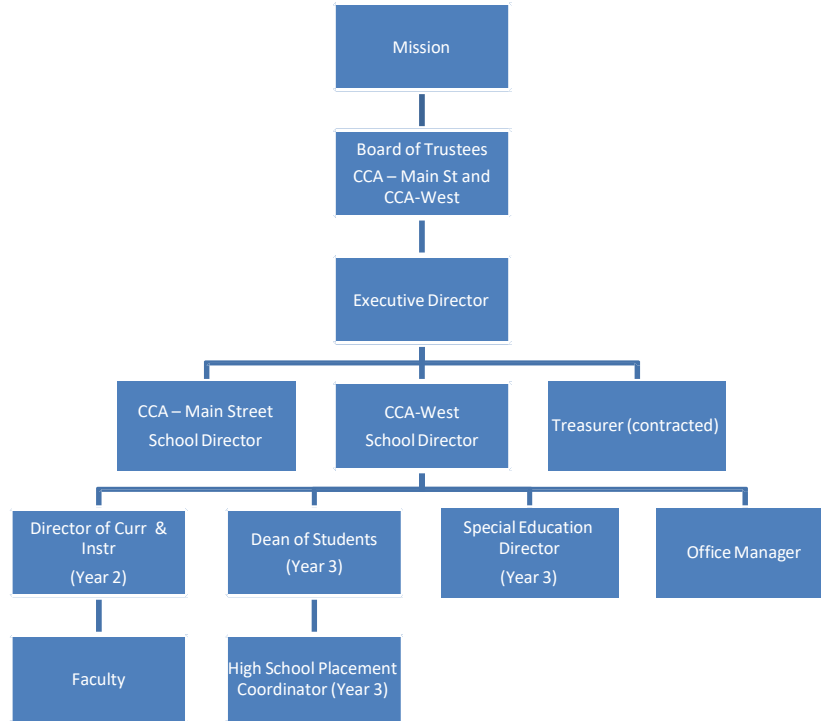 Mission
Board of Trustees
CCA – Main St and
CCA-West
Executive Director
CCA – Main Street
School Director
CCA-West
School Director
Treasurer (contracted)
Director of Curr & 
Instr
(Year 2)
Dean of Students
(Year 3)
Special Education
Director
(Year 3)
Office Manager
Faculty
High School Placement
Coordinator (Year 3)